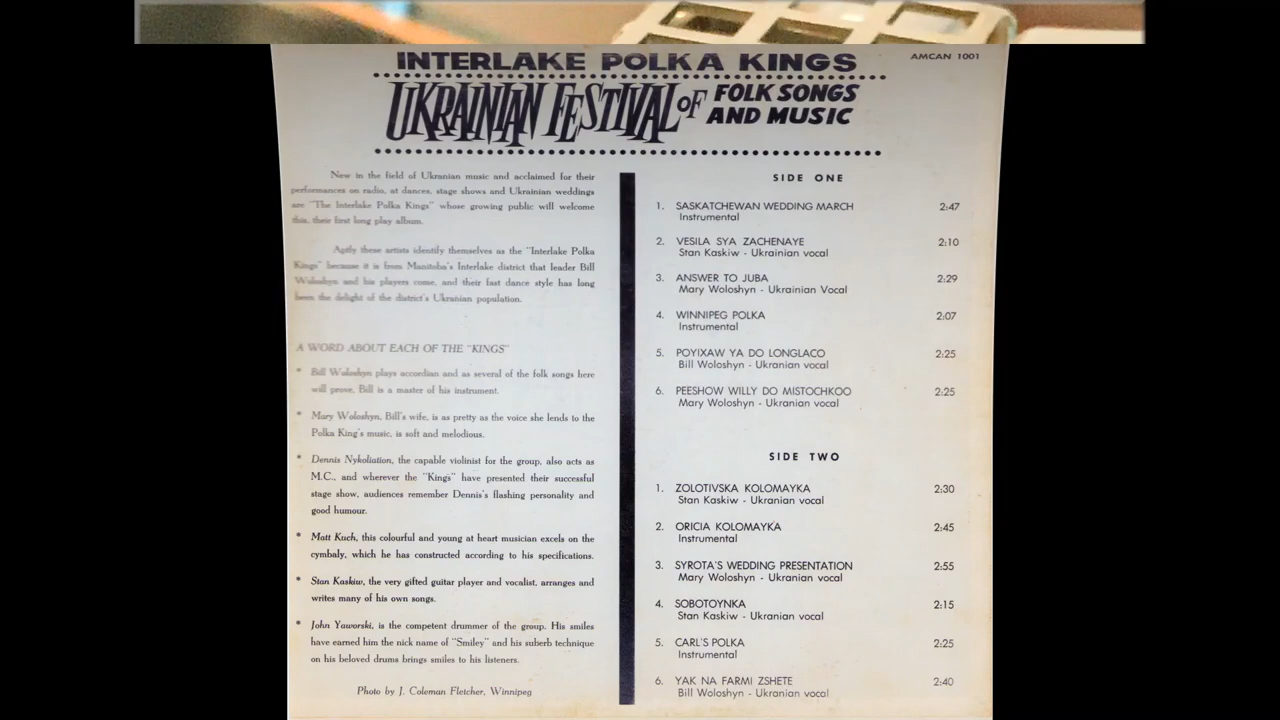 INTERLAKE POLKA KINGS
AMCAN 1001
UKRAINIAN FESTIVAL OF FOLK SONGS
AND MUSIC
New in the field of Ukranian music and acclaimed for their
performances on radio, at dances, stage shows and Ukrainian weddings
are "The Interlake Polka Kings" whose growing public will welcome
this, their first long play album.
Aptly these artists identify themselves as the "Interlake Polka
Kings" because it is from Manitoba's Interlake district that leader Bill
Woloshyn and his players come, and their fast dance style has long
been the delight of the district's Ukranian population.
A WORD ABOUT EACH OF THE "KINGS"
* Bill Woloshyn plays accordian and as several of the folk songs here
will prove, Bill is a master of his instrument.
* Mary Woloshyn, Bill's wife, is as pretty as the voice she lends to the
Polka King's music, is soft and melodious.
* Dennis Nykoliation, the capable violinist for the group, also acts as
M.C., and wherever the "Kings" have presented their successful
stage show, audiences remember Dennis's flashing personality and
good humour.
* Matt Kuch, this colourful and young at heart musician excels on the
cymbaly, which he has constructed according to his specifications.
* Stan Kaskiw, the very gifted guitar player and vocalist, arranges and
writes many of his own songs.
* John Yaworski, is the competent drummer of the group. His smiles
have earned him the nick name of "Smiley" and his suberb technique
on his beloved drums brings smiles to his listeners.
Photo by J. Coleman Fletcher, Winnipeg
SIDE ONE
1. SASKATCHEWAN WEDDING MARCH 2:47
Instrumental
2. VESILA SYA ZACHENAYE 2:10
Stan Kaskiw - Ukrainian vocal
3. ANSWER TO JUBA 2:29
Mary Woloshyn - Ukrainian Vocal
4. WINNIPEG POLKA 2:07
Instrumental
5. POYIXAW YA DO LONGLACO 2:25
Bill Woloshyn - Ukranian vocal
6. PEESHOW WILLY DO MISTOCHKOO 2:25
Mary Woloshyn - Ukranian vocal
SIDE TWO
1. ZOLOTIVSKA KOLOMAYKA 2:30
Stan Kaskiw - Ukranian vocal
2. ORICIA KOLOMAYKA 2:45
Instrumental
3. SYROTA'S WEDDING PRESENTATION 2:55
Mary Woloshyn - Ukranian vocal
4. SOBOTOYNKA 2:15
Stan Kaskiw - Ukranian vocal
5. CARL'S POLKA 2:25
Instrumental
6. YAK NA FARMI ZSHETE 2:40
Bill Woloshyn - Ukranian vocal